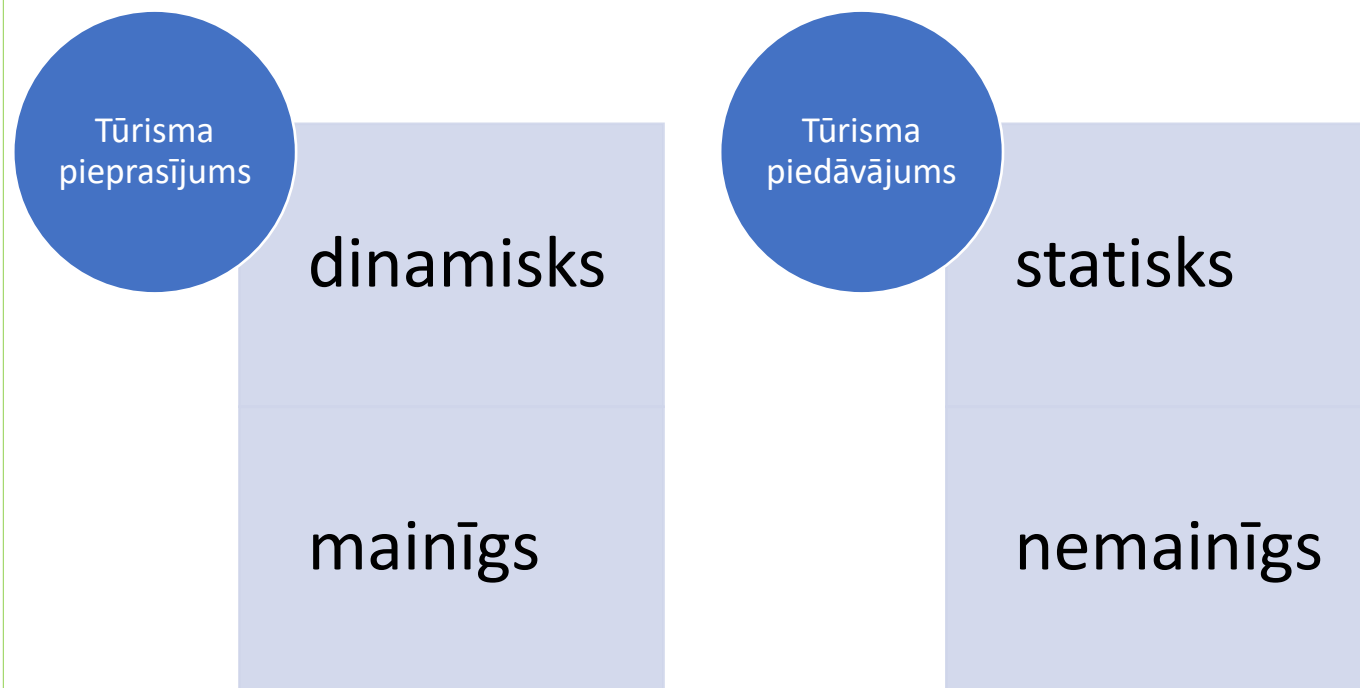 Tūrisma
pieprasījums
dinamisks
mainīgs
Tūrisma
piedāvājums
statisks
nemainīgs